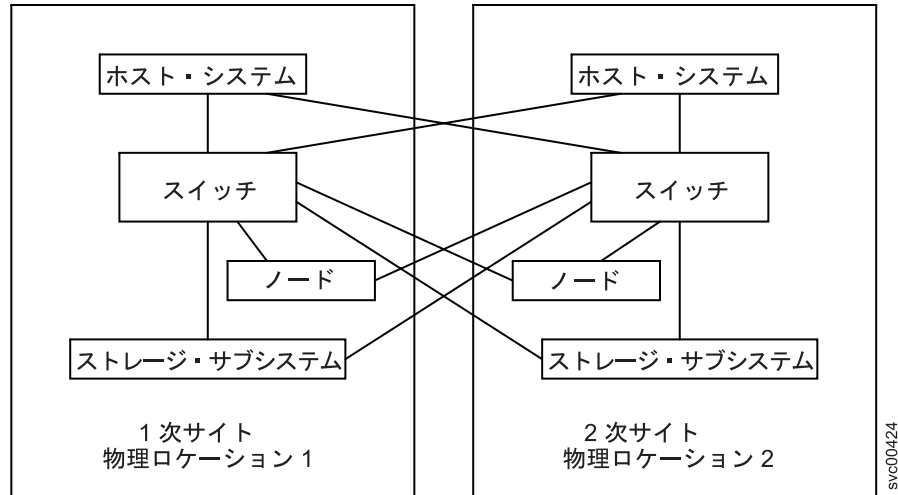 ホスト・システム
スイッチ
ノード
ストレージ・サブシステム
1 次サイト
物理ロケーション 1
ホスト・システム
スイッチ
ノード
ストレージ・サブシステム
2 次サイト
物理ロケーション 2
svc00424